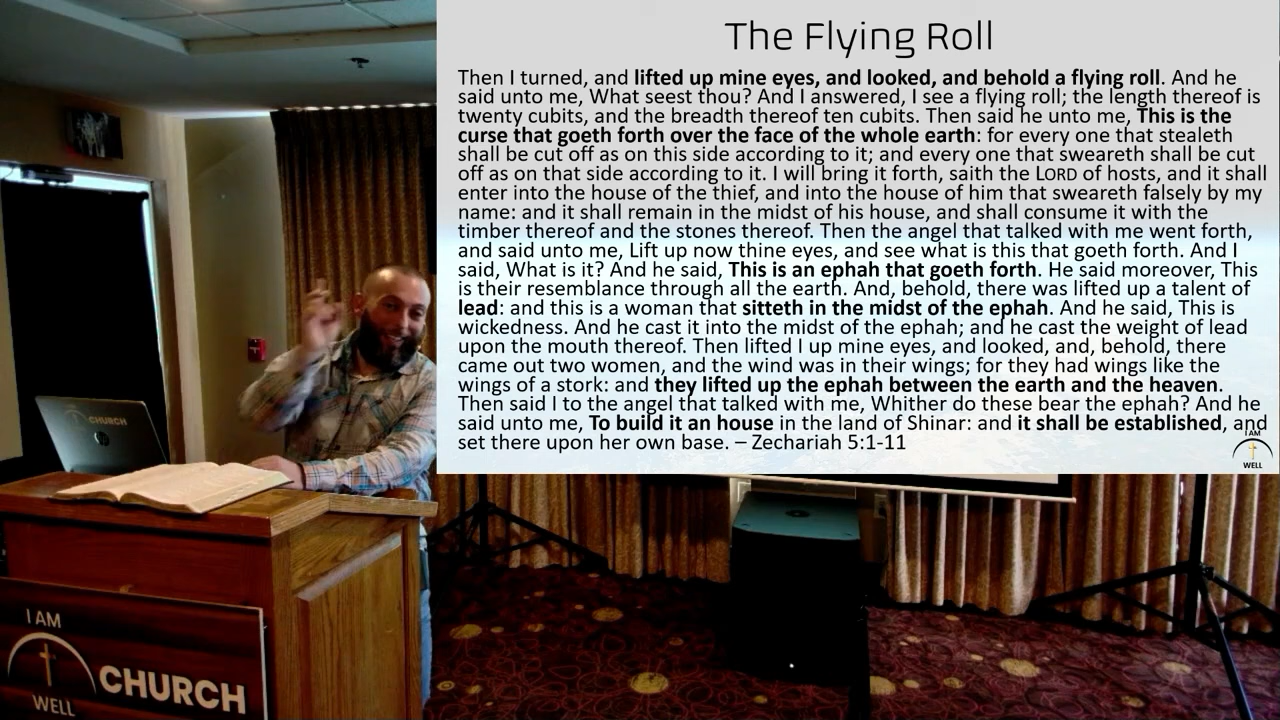 The Flying Roll
Then I turned, and lifted up mine eyes, and looked, and behold a flying roll. And he
said unto me, What seest thou? And I answered, I see a flying roll; the length thereof is
twenty cubits, and the breadth thereof ten cubits. Then said he unto me, This is the
curse that goeth forth over the face of the whole earth: for every one that stealeth
shall be cut off as on this side according to it; and every one that sweareth shall be cut
off as on that side according to it. I will bring it forth, saith the LORD of hosts, and it shall
enter into the house of the thief, and into the house of him that sweareth falsely by my
name: and it shall remain in the midst of his house, and shall consume it with the
timber thereof and the stones thereof. Then the angel that talked with me went forth,
and said unto me, Lift up now thine eyes, and see what is this that goeth forth. And I
said, What is it? And he said, This is an ephah that goeth forth. He said moreover, This
is their resemblance through all the earth. And, behold, there was lifted up a talent of
lead: and this is a woman that sitteth in the midst of the ephah. And he said, This is
wickedness. And he cast it into the midst of the ephah; and he cast the weight of lead
upon the mouth thereof. Then lifted I up mine eyes, and looked, and, behold, there
came out two women, and the wind was in their wings; for they had wings like the
wings of a stork: and they lifted up the ephah between the earth and the heaven.
Then said I to the angel that talked with me, Whither do these bear the ephah? And he
said unto me, To build it an house in the land of Shinar: and it shall be established, and
set there upon her own base. – Zechariah 5:1-11
I AM
WELL
CHURCH
I AM
CHURCH
WELL